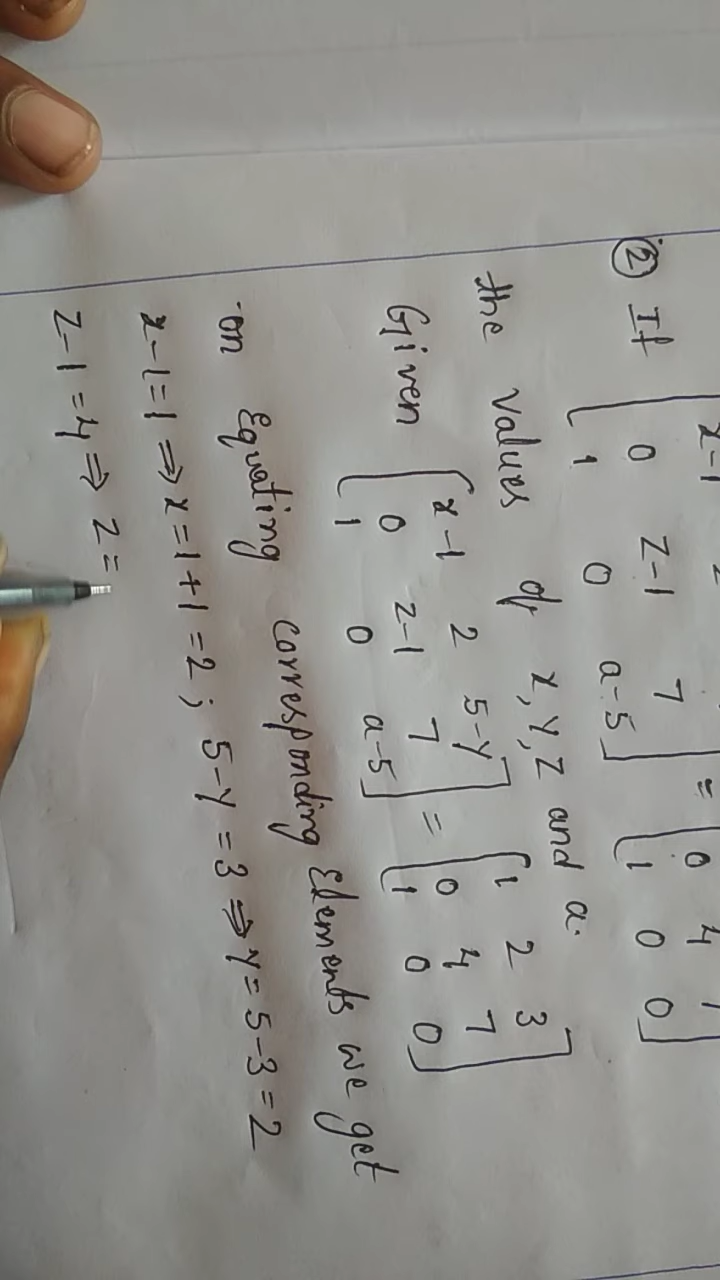 ② If [x-1 2
0 z-1 7
1 0 a-5] = [
0 4 7
1 0 0]
the values of x, y, z and a.
Given [x-1 2 5-y
0 z-1 7
1 0 a-5] = [1 2 3
0 4 7
1 0 0]
on Equating corresponding Elements we get
x-1=1 ⇒ x=1+1=2; 5-y=3 ⇒ y=5-3=2
z-1=4 ⇒ z=